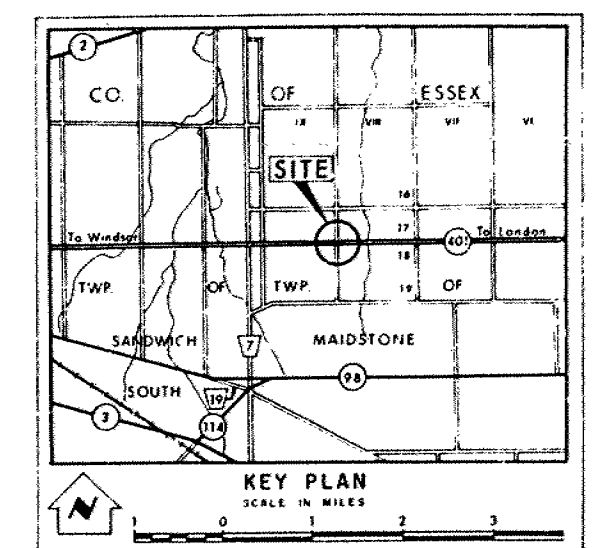 2
CO. OF ESSEX
IX VIII VII VI
SITE
16
To Windsor 17 401 To London
18
TWP. OF TWP. 19 OF
SANDWICH MAIDSTONE
7
98
SOUTH
19
3
114
KEY PLAN
SCALE IN MILES
N
1 0 1 2 3